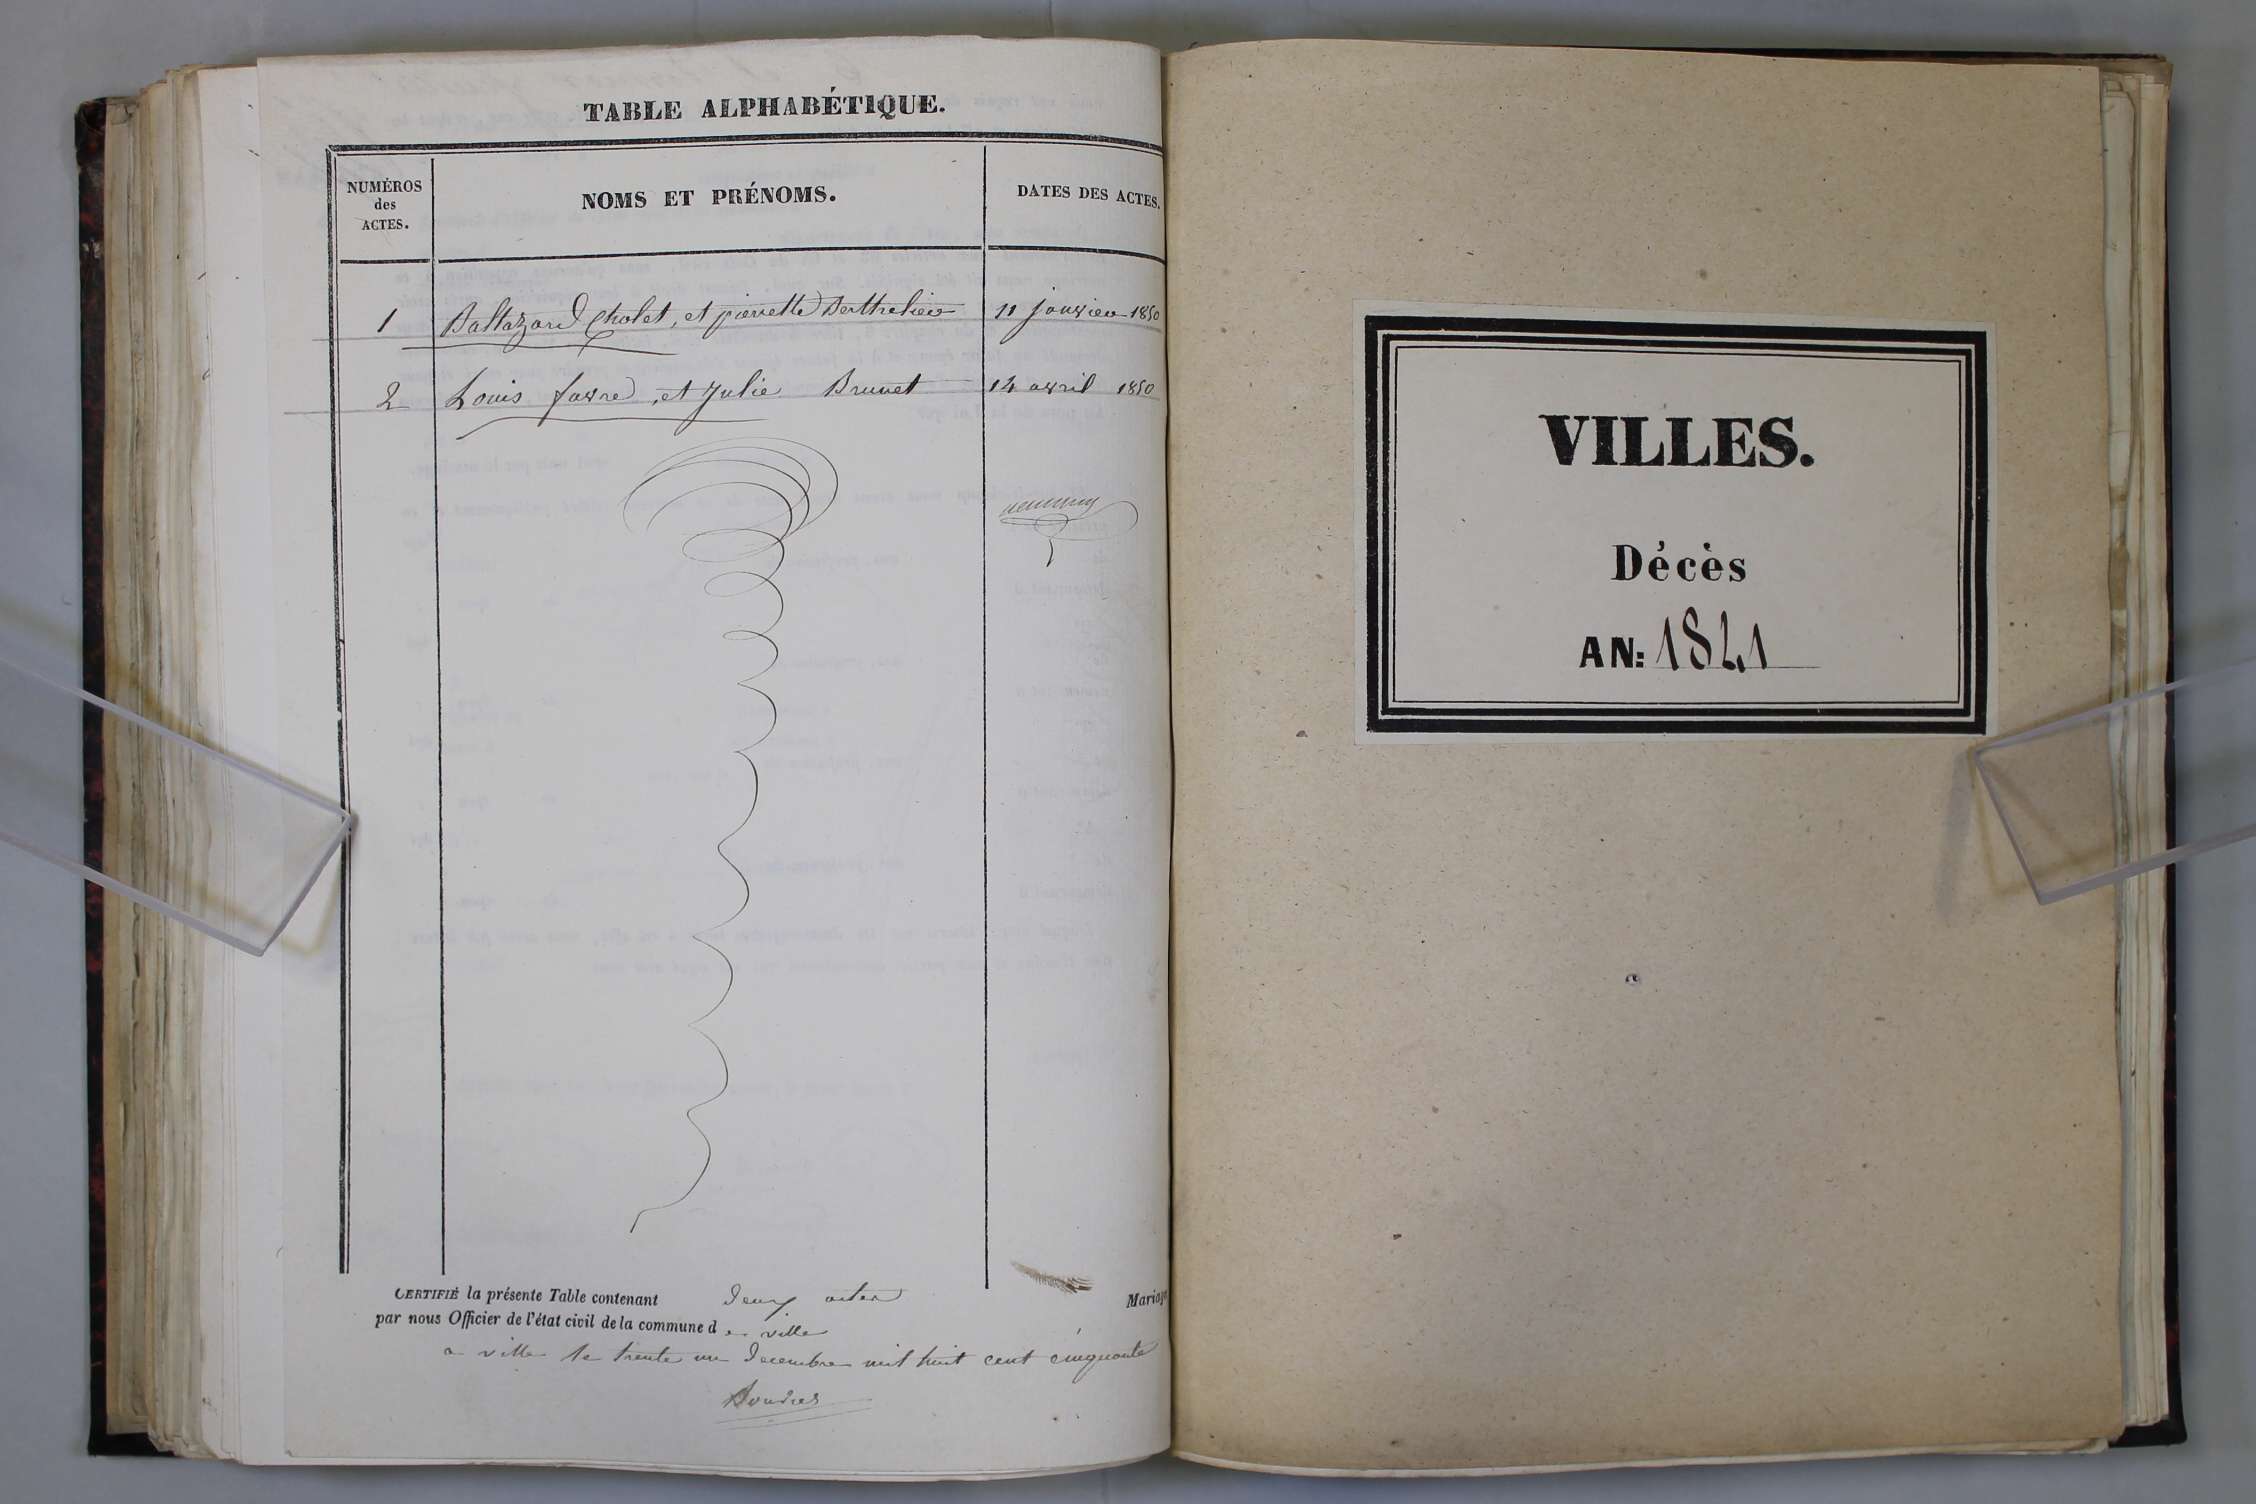 TABLE ALPHABÉTIQUE.
NUMÉROS
des
ACTES.
NOMS ET PRÉNOMS.
DATES DES ACTES.
1 Baltazard Cholet, et pierrette Berthelier 11 janvier 1850
2 Louis favre, et Julie Brunet 14 avril 1850
CERTIFIÉ la présente Table contenant deux actes Mariage
par nous Officier de l'état civil de la commune d e ville
a ville le trente un Decembre mil huit cent cinquante
VILLES.
Décès
AN: 1841